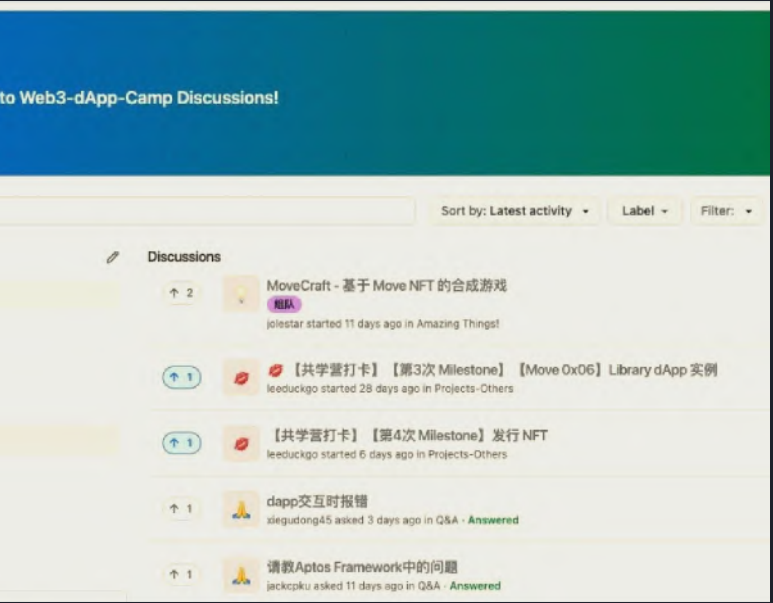 to Web3-dApp-Camp Discussions!
Sort by: Latest activity
Label
Filter:
Discussions
↑ 2
MoveCraft - 基于 Move NFT 的合成游戏
组队
jolestar started 11 days ago in Amazing Things!
↑ 1
💋【共学营打卡】【第3次 Milestone】【Move 0x06】Library dApp 实例
leeduckgo started 28 days ago in Projects-Others
↑ 1
【共学营打卡】【第4次 Milestone】发行 NFT
leeduckgo started 6 days ago in Projects-Others
↑ 1
dapp交互时报错
xiegudong45 asked 3 days ago in Q&A · Answered
↑ 1
请教Aptos Framework中的问题
jackcpku asked 11 days ago in Q&A · Answered